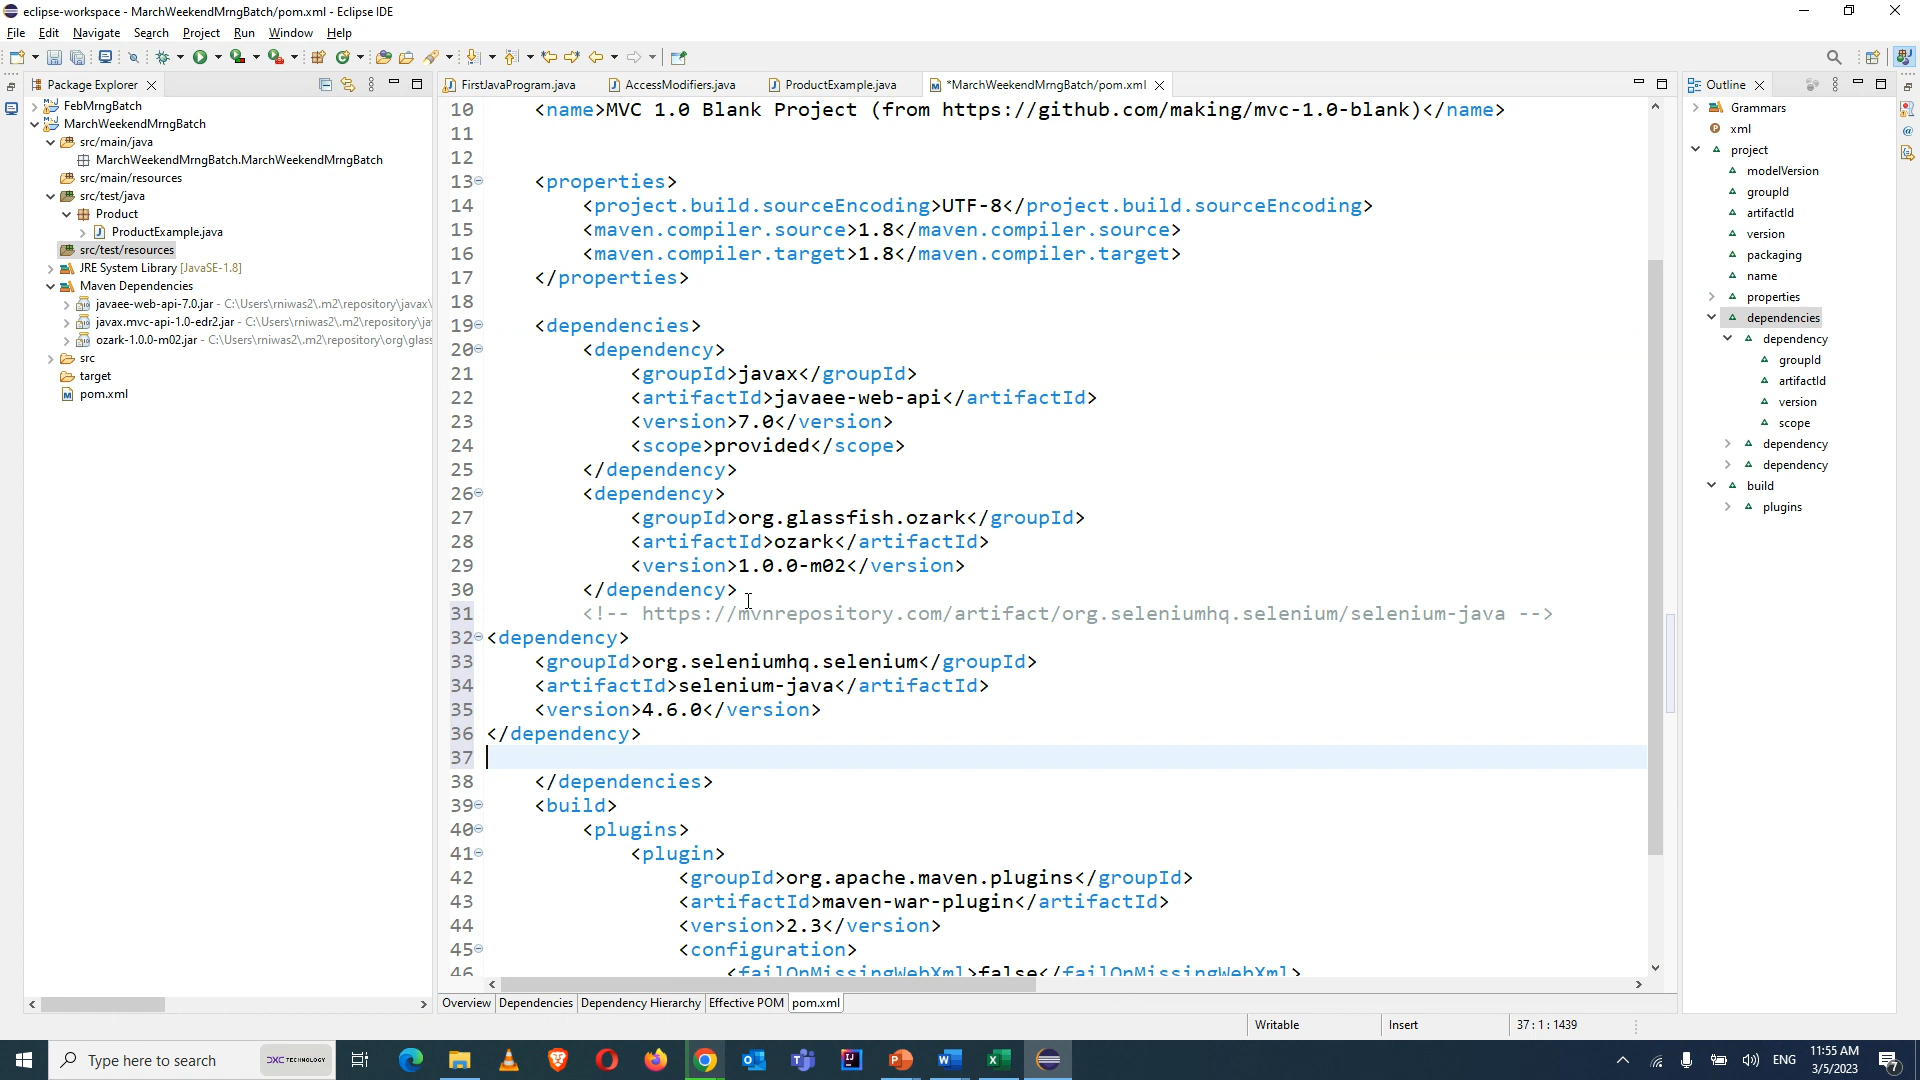 eclipse-workspace - MarchWeekendMrngBatch/pom.xml - Eclipse IDE
File Edit Navigate Search Project Run Window Help
Package Explorer
FebMrngBatch
MarchWeekendMrngBatch
src/main/java
MarchWeekendMrngBatch.MarchWeekendMrngBatch
src/main/resources
src/test/java
Product
ProductExample.java
src/test/resources
JRE System Library [JavaSE-1.8]
Maven Dependencies
javaee-web-api-7.0.jar - C:\Users\rniwas2\.m2\repository\javax\
javax.mvc-api-1.0-edr2.jar - C:\Users\rniwas2\.m2\repository\ja
ozark-1.0.0-m02.jar - C:\Users\rniwas2\.m2\repository\org\glass
src
target
pom.xml
FirstJavaProgram.java AccessModifiers.java ProductExample.java *MarchWeekendMrngBatch/pom.xml
10 <name>MVC 1.0 Blank Project (from https://github.com/making/mvc-1.0-blank)</name>
11
12
13 <properties>
14 <project.build.sourceEncoding>UTF-8</project.build.sourceEncoding>
15 <maven.compiler.source>1.8</maven.compiler.source>
16 <maven.compiler.target>1.8</maven.compiler.target>
17 </properties>
18
19 <dependencies>
20 <dependency>
21 <groupId>javax</groupId>
22 <artifactId>javaee-web-api</artifactId>
23 <version>7.0</version>
24 <scope>provided</scope>
25 </dependency>
26 <dependency>
27 <groupId>org.glassfish.ozark</groupId>
28 <artifactId>ozark</artifactId>
29 <version>1.0.0-m02</version>
30 </dependency>
31 <!-- https://mvnrepository.com/artifact/org.seleniumhq.selenium/selenium-java -->
32 <dependency>
33 <groupId>org.seleniumhq.selenium</groupId>
34 <artifactId>selenium-java</artifactId>
35 <version>4.6.0</version>
36 </dependency>
37
38 </dependencies>
39 <build>
40 <plugins>
41 <plugin>
42 <groupId>org.apache.maven.plugins</groupId>
43 <artifactId>maven-war-plugin</artifactId>
44 <version>2.3</version>
45 <configuration>
46 <failOnMissingWebXml>false</failOnMissingWebXml>
Overview Dependencies Dependency Hierarchy Effective POM pom.xml
Outline
Grammars
xml
project
modelVersion
groupId
artifactId
version
packaging
name
properties
dependencies
dependency
groupId
artifactId
version
scope
dependency
dependency
build
plugins
Writable Insert 37 : 1 : 1439
Type here to search DXC TECHNOLOGY ENG 11:55 AM
3/5/2023 7